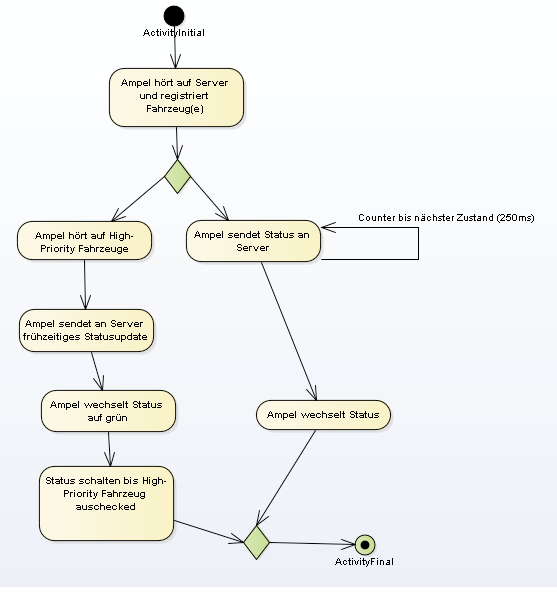 ActivityInitial
Ampel hört auf Server
und registriert
Fahrzeug(e)
Counter bis nächster Zustand (250ms)
Ampel hört auf High-
Priority Fahrzeuge
Ampel sendet Status an
Server
Ampel sendet an Server
frühzeitiges Statusupdate
Ampel wechselt Status
auf grün
Ampel wechselt Status
Status schalten bis High-
Priority Fahrzeug
auschecked
ActivityFinal